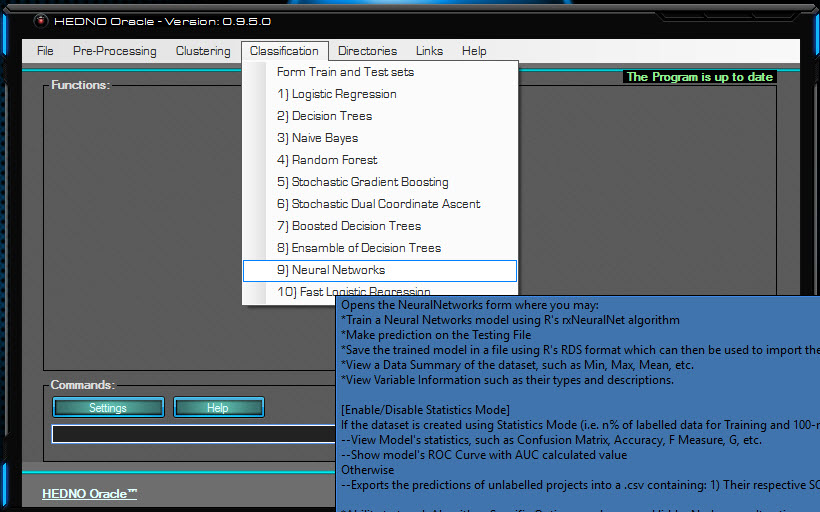 HEDNO Oracle - Version: 0.9.5.0
File Pre-Processing Clustering Classification Directories Links Help
The Program is up to date
Functions:
Form Train and Test sets
1) Logistic Regression
2) Decision Trees
3) Naive Bayes
4) Random Forest
5) Stochastic Gradient Boosting
6) Stochastic Dual Coordinate Ascent
7) Boosted Decision Trees
8) Ensamble of Decision Trees
9) Neural Networks
10) Fast Logistic Regression
Opens the NeuralNetworks form where you may:
*Train a Neural Networks model using R's rxNeuralNet algorithm
*Make prediction on the Testing File
*Save the trained model in a file using R's RDS format which can then be used to import the
*View a Data Summary of the dataset, such as Min, Max, Mean, etc.
*View Variable Information such as their types and descriptions.
[Enable/Disable Statistics Mode]
If the dataset is created using Statistics Mode (i.e. n% of labelled data for Training and 100-n
--View Model's statistics, such as Confusion Matrix, Accuracy, F Measure, G, etc.
--Show model's ROC Curve with AUC calculated value
Otherwise
--Exports the predictions of unlabelled projects into a .csv containing: 1) Their respective SC
Commands:
Settings Help
HEDNO Oracle™